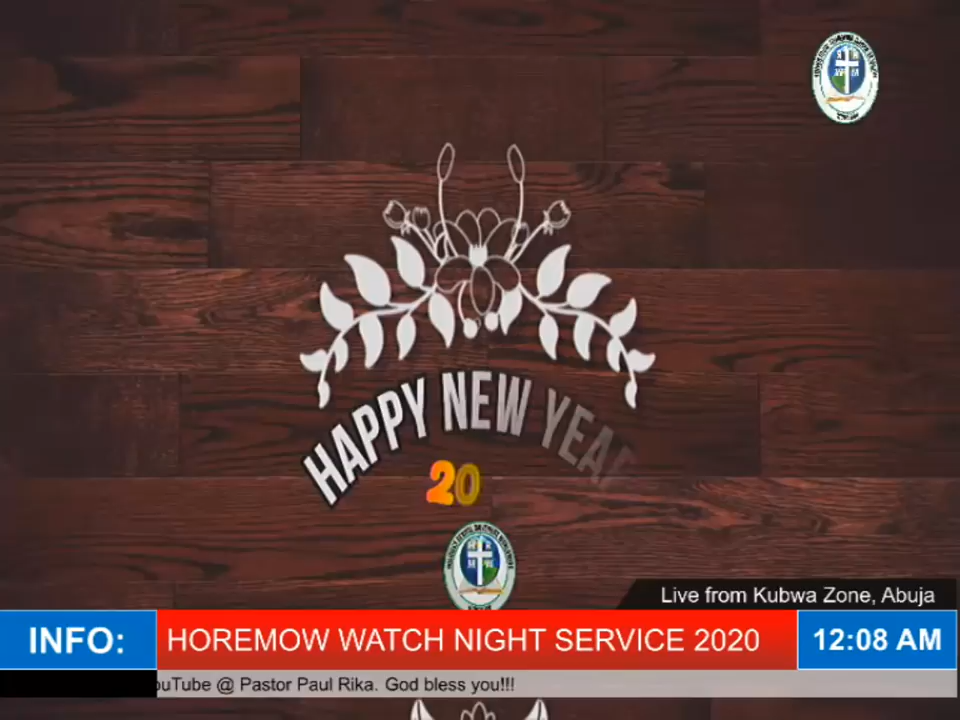 HAPPY NEW YEAR
20
Live from Kubwa Zone, Abuja
INFO:
HOREMOW WATCH NIGHT SERVICE 2020
12:08 AM
uTube @ Pastor Paul Rika. God bless you!!!